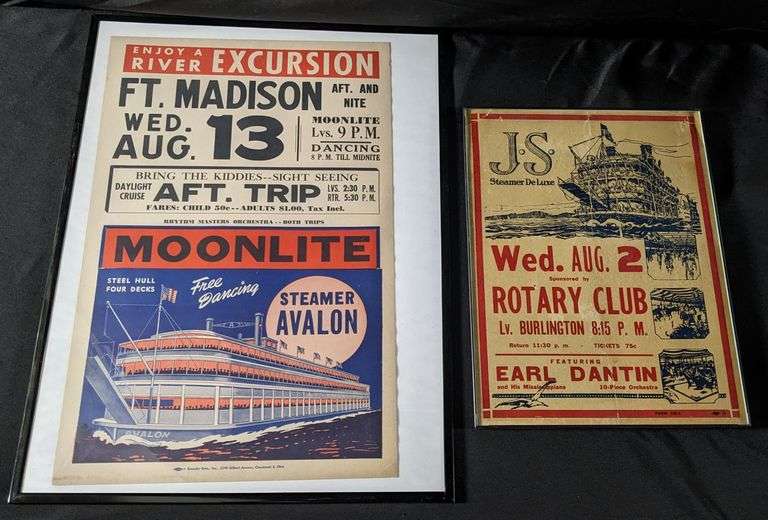 ENJOY A
RIVER EXCURSION
FT. MADISON AFT. AND NITE
WED. AUG. 13
MOONLITE
Lvs. 9 P.M.
DANCING
8 P.M. TILL MIDNITE
BRING THE KIDDIES--SIGHT SEEING
DAYLIGHT CRUISE AFT. TRIP LVS. 2:30 P. M. RTR. 5:30 P. M.
FARES: CHILD 50c--ADULTS $1.00, Tax Incl.
RHYTHM MASTERS ORCHESTRA--BOTH TRIPS
MOONLITE
STEEL HULL
FOUR DECKS
Free Dancing
STEAMER
AVALON
AVALON
J.S.
Steamer DeLuxe
Wed. AUG. 2
Sponsored by
ROTARY CLUB
Lv. BURLINGTON 8:15 P. M.
Return 11:30 p. m. - TICKETS 75c
FEATURING
EARL DANTIN
and His Mississippians 10-Piece Orchestra